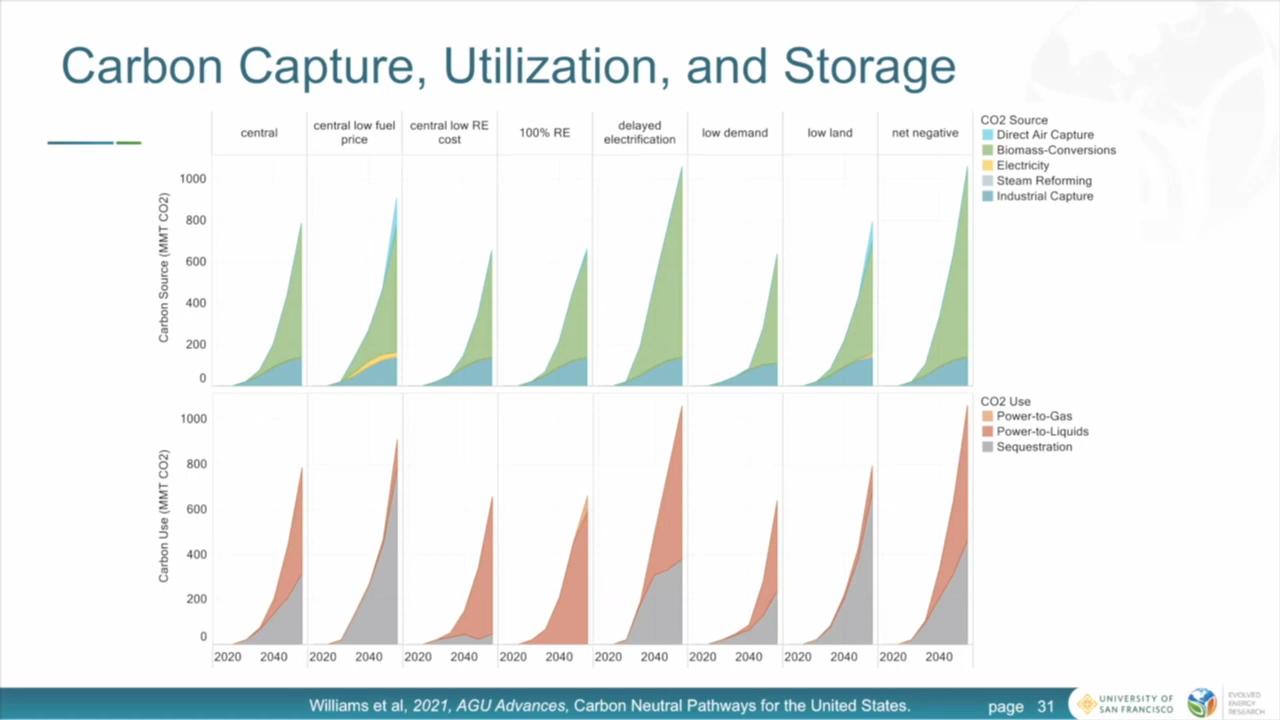 Carbon Capture, Utilization, and Storage
central
central low fuel
price
central low RE
cost
100% RE
delayed
electrification
low demand
low land
net negative
CO2 Source
Direct Air Capture
Biomass-Conversions
Electricity
Steam Reforming
Industrial Capture
Carbon Source (MMT CO2)
1000
800
600
400
200
0
CO2 Use
Power-to-Gas
Power-to-Liquids
Sequestration
Carbon Use (MMT CO2)
1000
800
600
400
200
0
2020 2040 2020 2040 2020 2040 2020 2040 2020 2040 2020 2040 2020 2040 2020 2040
Williams et al, 2021, AGU Advances, Carbon Neutral Pathways for the United States.
page 31
UNIVERSITY OF
SAN FRANCISCO
EVOLVED
ENERGY
RESEARCH